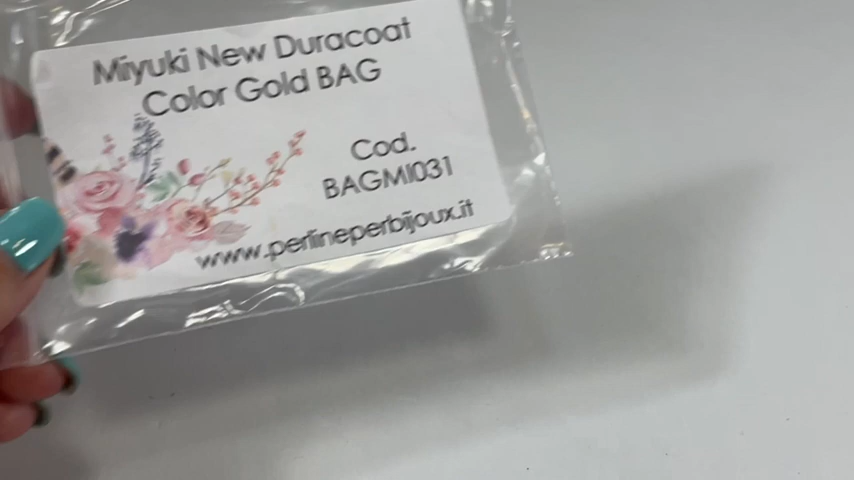 Miyuki New Duracoat
Color Gold BAG
Cod.
BAGMI031
www.perlineperbijoux.it